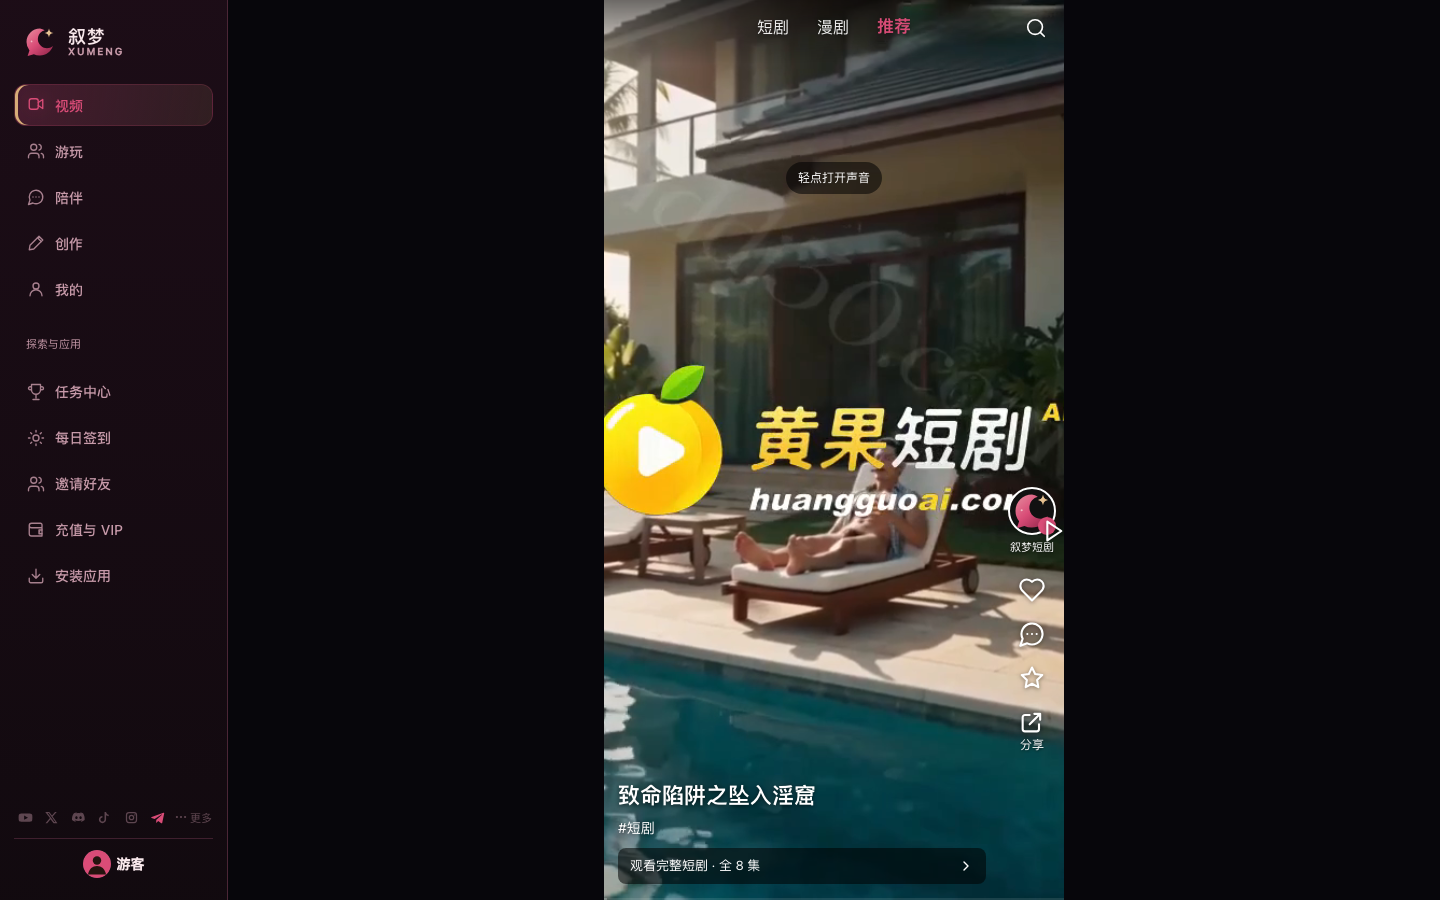 叙梦
XUMENG
视频
游玩
陪伴
创作
我的
探索与应用
任务中心
每日签到
邀请好友
充值与 VIP
安装应用
更多
游客
短剧
漫剧
推荐
轻点打开声音
黄果短剧
huangguoai.com
叙梦短剧
分享
致命陷阱之坠入淫窟
#短剧
观看完整短剧 · 全 8 集